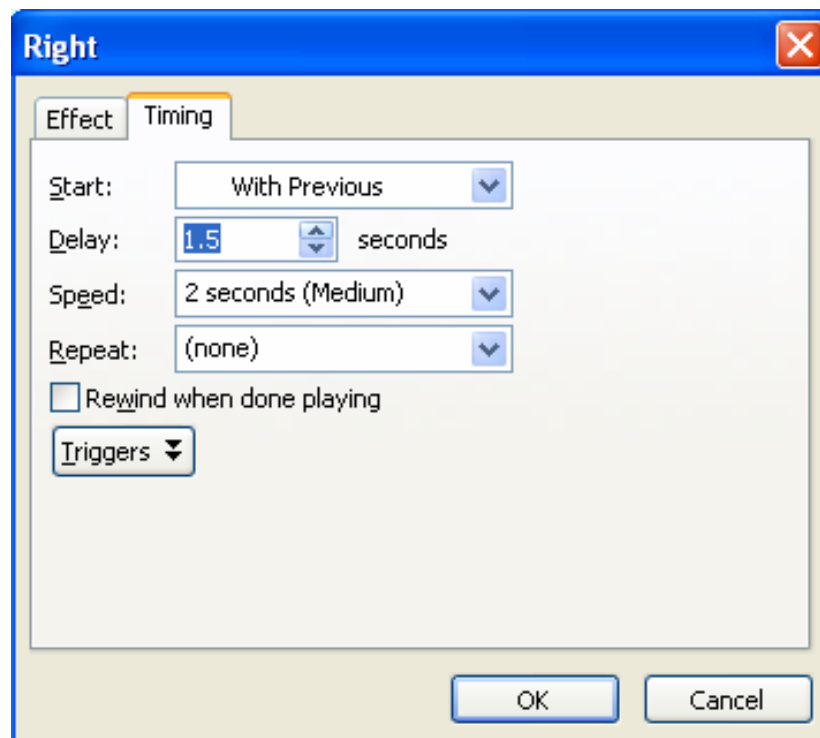 Right
Effect Timing
Start: With Previous
Delay: 1.5 seconds
Speed: 2 seconds (Medium)
Repeat: (none)
Rewind when done playing
Triggers
OK Cancel